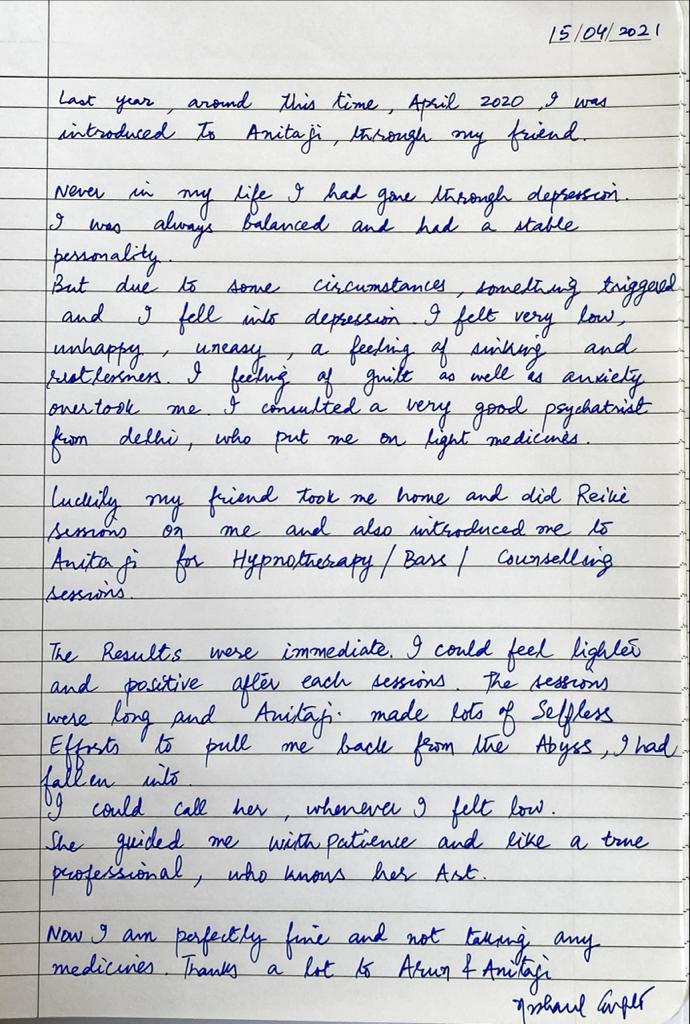 15/04/2021
Last year, around this time, April 2020, I was
introduced to Anitaji, through my friend.
Never in my life I had gone through depression.
I was always balanced and had a stable
personality.
But due to some circumstances, something triggered
and I fell into depression. I felt very low,
unhappy, uneasy, a feeling of sinking and
restlessness. I feeling of guilt as well as anxiety
overtook me. I consulted a very good psychatrist
from delhi, who put me on light medicines.
Luckily my friend took me home and did Reiki
sessions on me and also introduced me to
Anitaji for Hypnotherapy / Bars / Counselling
sessions.
The Results were immediate. I could feel lighter
and positive after each sessions. The sessions
were long and Anitaji. made lots of Selfless
Efforts to pull me back from the Abyss, I had
fallen into.
I could call her, whenever I felt low.
She guided me with patience and like a true
professional, who knows her Art.
Now I am perfectly fine and not taking any
medicines. Thanks a lot to Arun & Anitaji